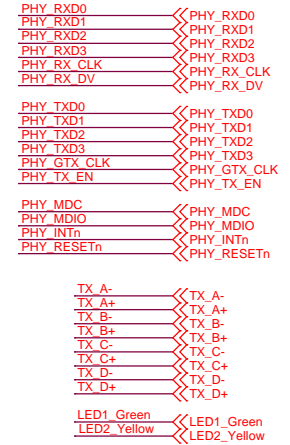 PHY_RXD0 PHY_RXD0
PHY_RXD1 PHY_RXD1
PHY_RXD2 PHY_RXD2
PHY_RXD3 PHY_RXD3
PHY_RX_CLK PHY_RX_CLK
PHY_RX_DV PHY_RX_DV
PHY_TXD0 PHY_TXD0
PHY_TXD1 PHY_TXD1
PHY_TXD2 PHY_TXD2
PHY_TXD3 PHY_TXD3
PHY_GTX_CLK PHY_GTX_CLK
PHY_TX_EN PHY_TX_EN
PHY_MDC PHY_MDC
PHY_MDIO PHY_MDIO
PHY_INTn PHY_INTn
PHY_RESETn PHY_RESETn
TX_A- TX_A-
TX_A+ TX_A+
TX_B- TX_B-
TX_B+ TX_B+
TX_C- TX_C-
TX_C+ TX_C+
TX_D- TX_D-
TX_D+ TX_D+
LED1_Green LED1_Green
LED2_Yellow LED2_Yellow